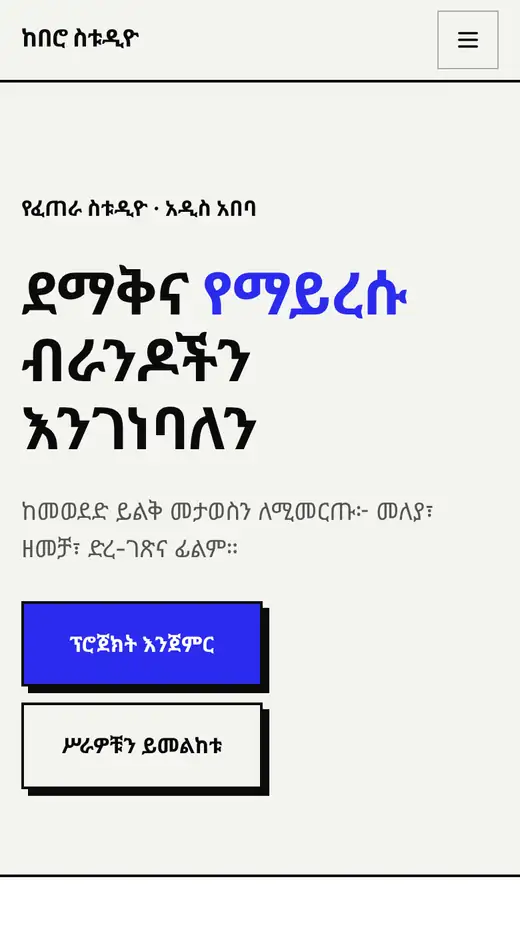 ከበሮ ስቱዲዮ
የፈጠራ ስቱዲዮ · አዲስ አበባ
ደማቅና የማይረሱ
ብራንዶችን
እንገነባለን
ከመወደድ ይልቅ መታወስን ለሚመርጡ፦ መለያ፣
ዘመቻ፣ ድረ-ገጽና ፊልም።
ፕሮጀክት እንጀምር
ሥራዎቹን ይመልከቱ